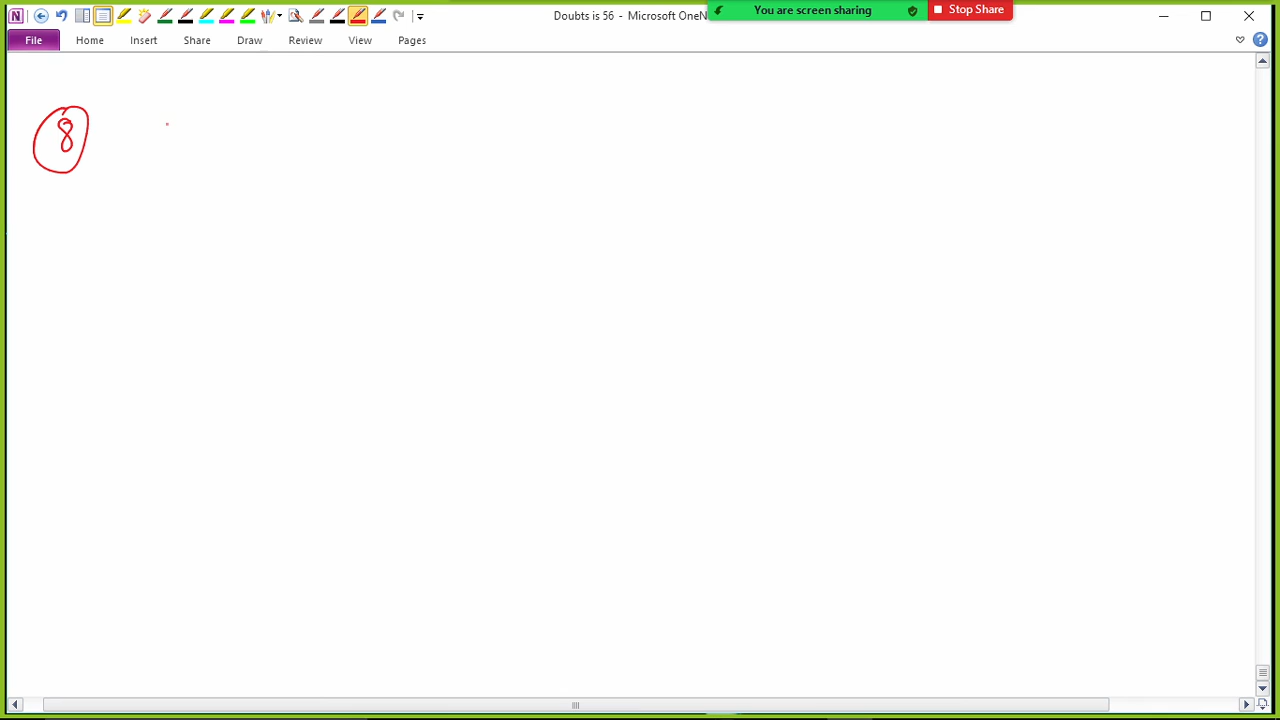 Doubts is 56 - Microsoft OneN
You are screen sharing
Stop Share
File Home Insert Share Draw Review View Pages
8